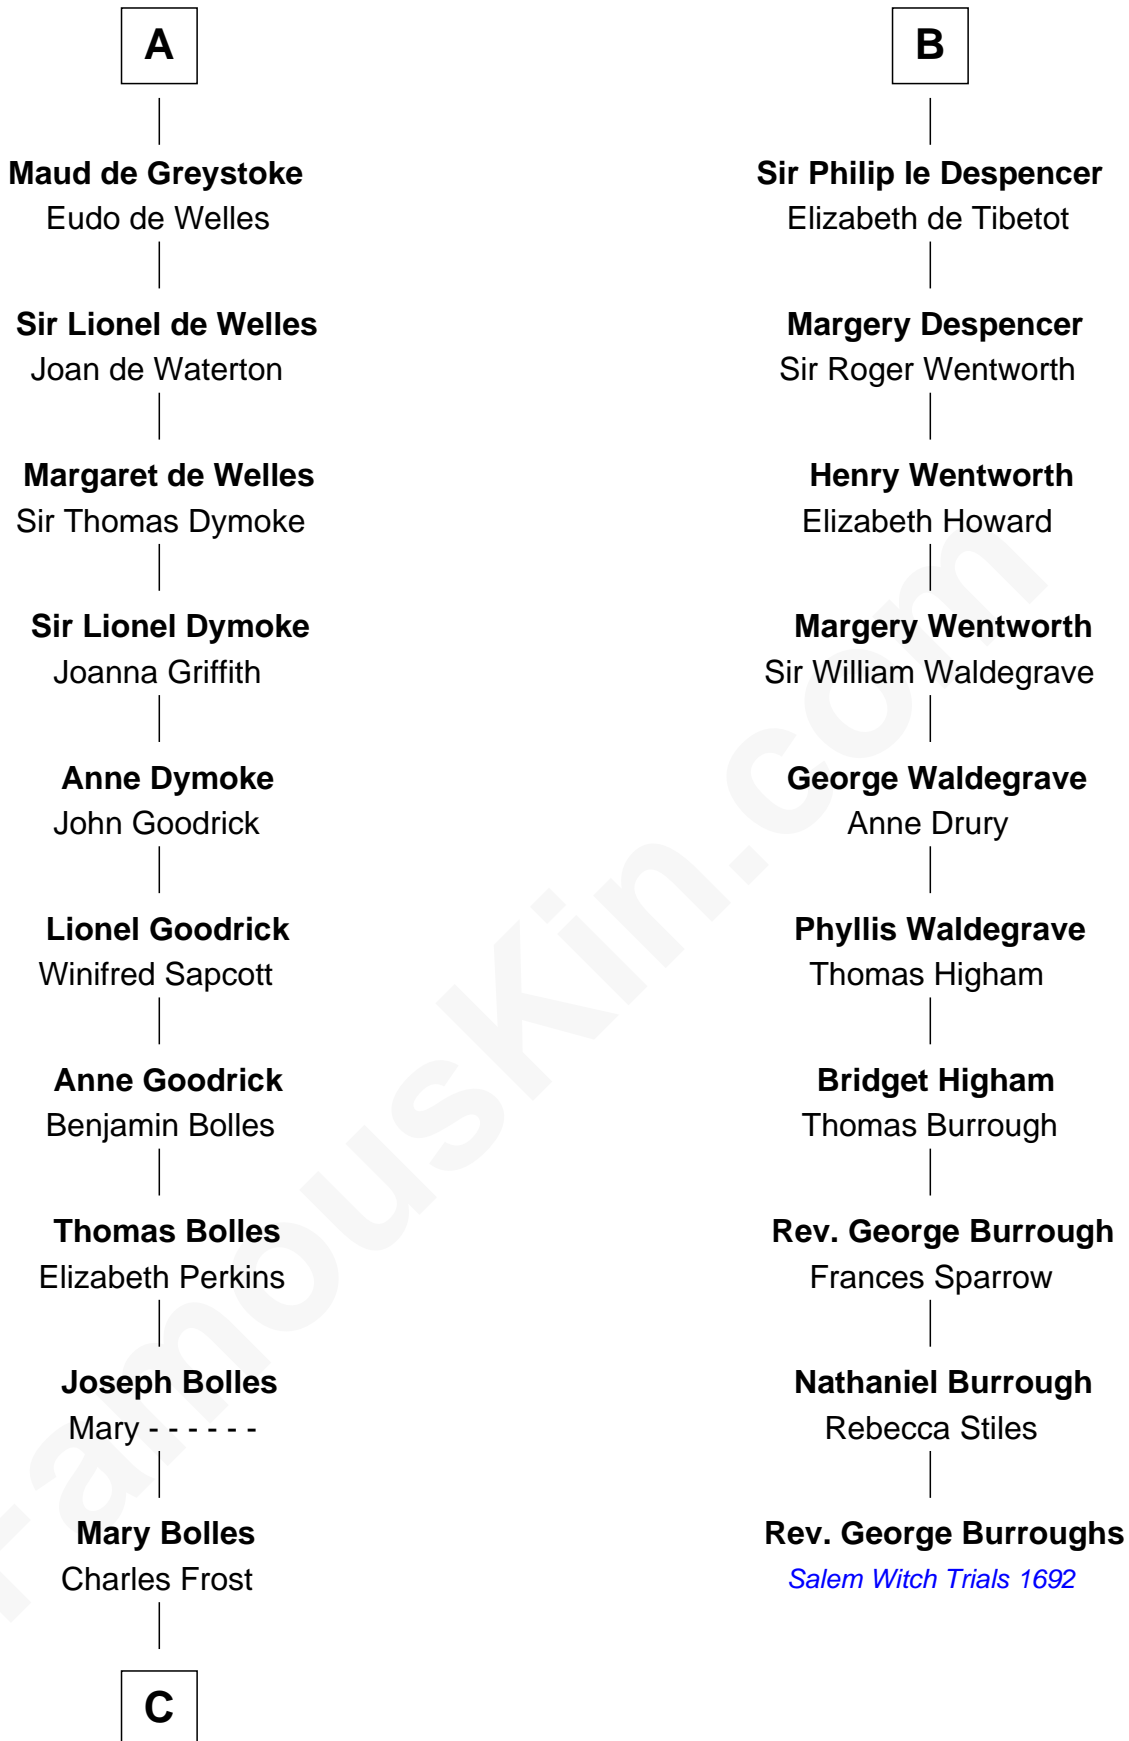 A
Maud de Greystoke
Eudo de Welles
Sir Lionel de Welles
Joan de Waterton
Margaret de Welles
Sir Thomas Dymoke
Sir Lionel Dymoke
Joanna Griffith
Anne Dymoke
John Goodrick
Lionel Goodrick
Winifred Sapcott
Anne Goodrick
Benjamin Bolles
Thomas Bolles
Elizabeth Perkins
Joseph Bolles
Mary - - - - - -
Mary Bolles
Charles Frost
C
B
Sir Philip le Despencer
Elizabeth de Tibetot
Margery Despencer
Sir Roger Wentworth
Henry Wentworth
Elizabeth Howard
Margery Wentworth
Sir William Waldegrave
George Waldegrave
Anne Drury
Phyllis Waldegrave
Thomas Higham
Bridget Higham
Thomas Burrough
Rev. George Burrough
Frances Sparrow
Nathaniel Burrough
Rebecca Stiles
Rev. George Burroughs
Salem Witch Trials 1692
FamousKin.com